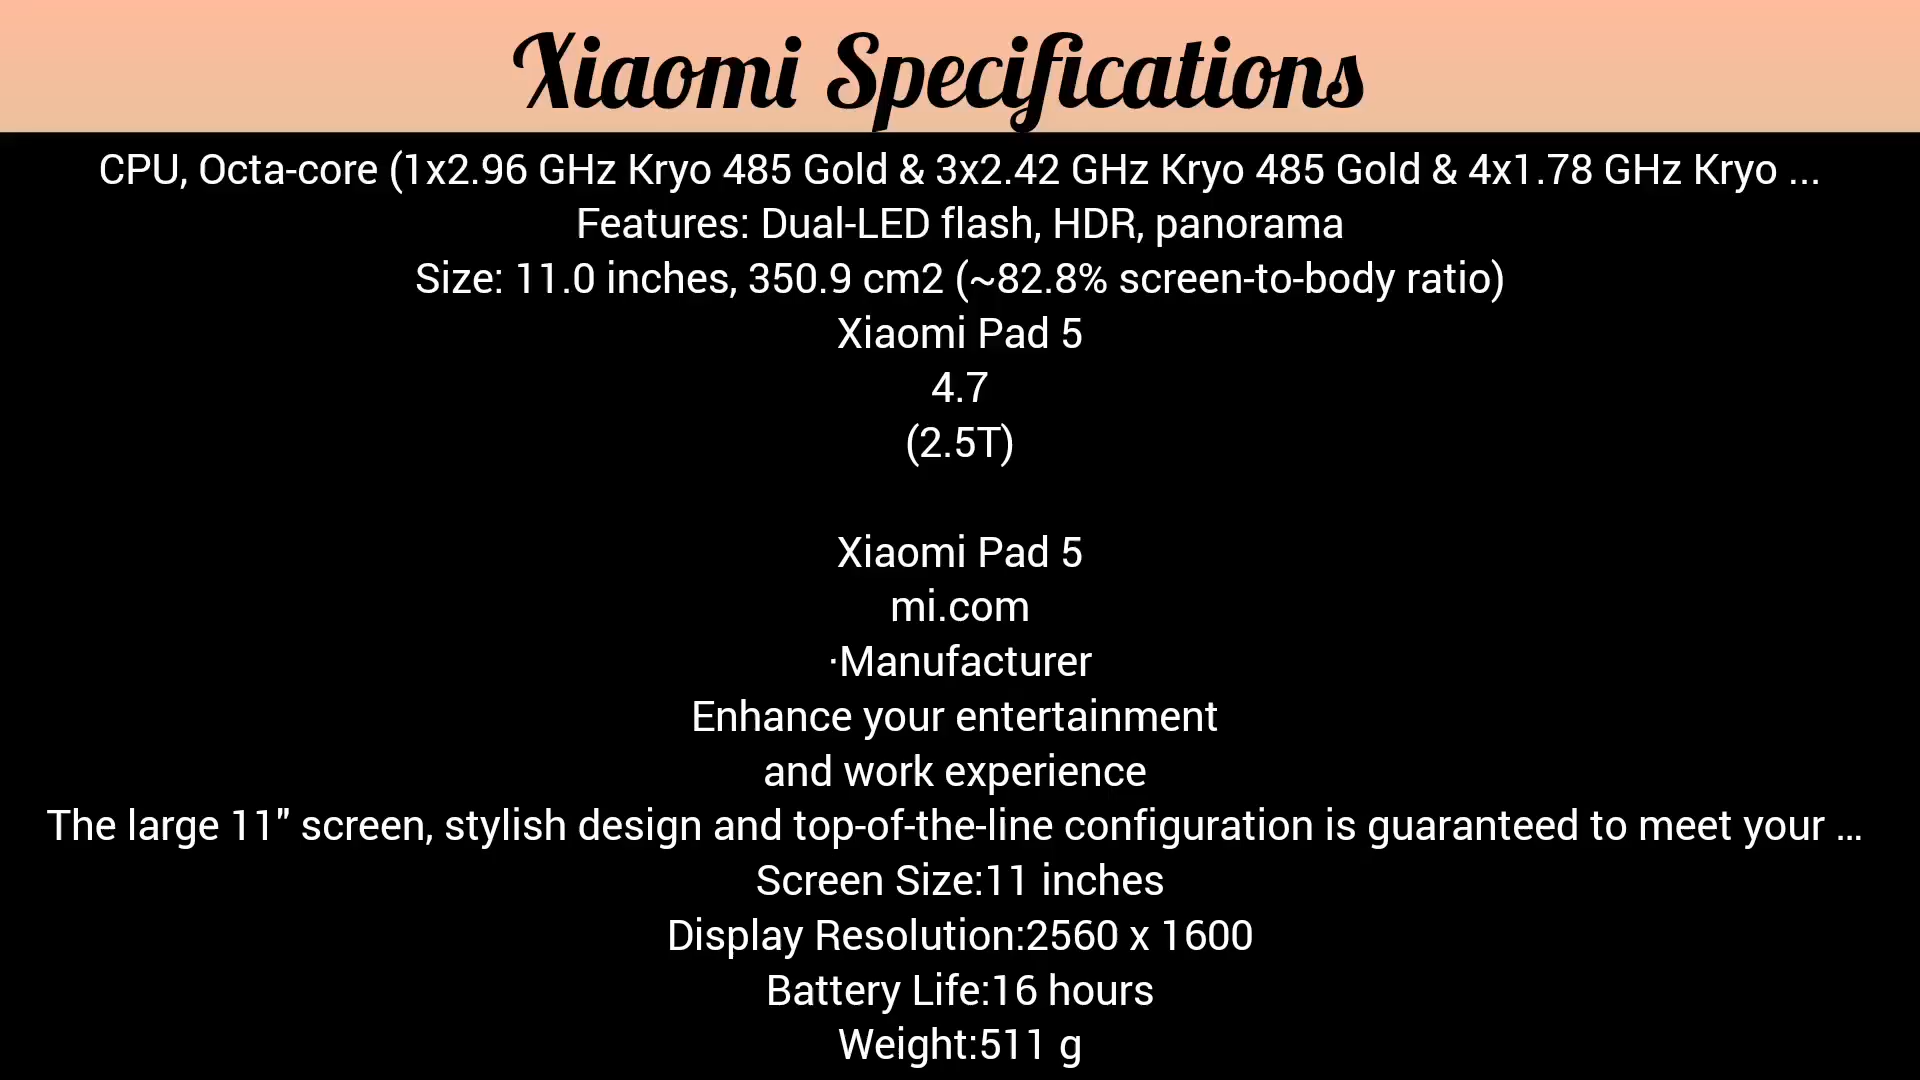 Xiaomi Specifications
CPU, Octa-core (1x2.96 GHz Kryo 485 Gold & 3x2.42 GHz Kryo 485 Gold & 4x1.78 GHz Kryo ...
Features: Dual-LED flash, HDR, panorama
Size: 11.0 inches, 350.9 cm2 (~82.8% screen-to-body ratio)
Xiaomi Pad 5
4.7
(2.5T)
Xiaomi Pad 5
mi.com
·Manufacturer
Enhance your entertainment
and work experience
The large 11" screen, stylish design and top-of-the-line configuration is guaranteed to meet your ...
Screen Size:11 inches
Display Resolution:2560 x 1600
Battery Life:16 hours
Weight:511 g